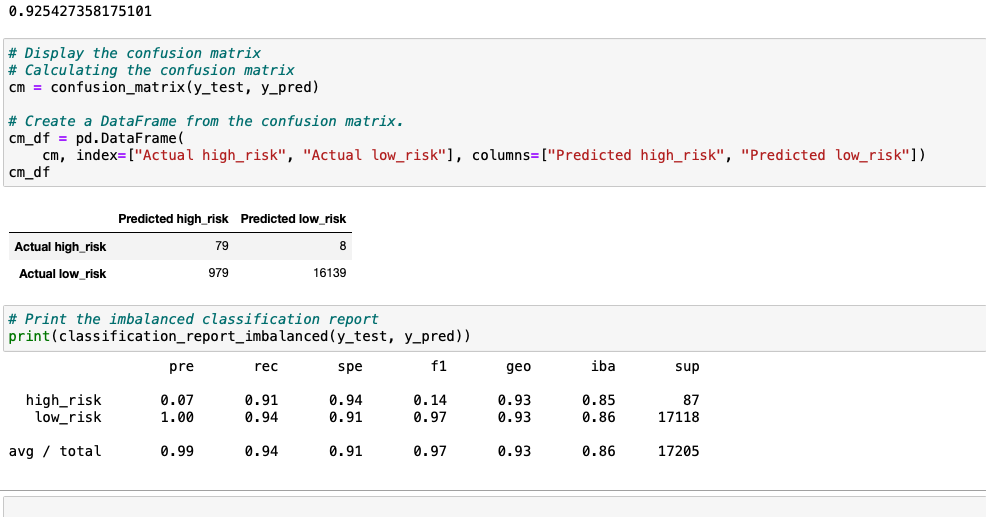 0.925427358175101
# Display the confusion matrix
# Calculating the confusion matrix
cm = confusion_matrix(y_test, y_pred)
# Create a DataFrame from the confusion matrix.
cm_df = pd.DataFrame(
    cm, index=["Actual high_risk", "Actual low_risk"], columns=["Predicted high_risk", "Predicted low_risk"])
cm_df
Predicted high_risk Predicted low_risk
Actual high_risk 79 8
Actual low_risk 979 16139
# Print the imbalanced classification report
print(classification_report_imbalanced(y_test, y_pred))
pre rec spe f1 geo iba sup
high_risk 0.07 0.91 0.94 0.14 0.93 0.85 87
low_risk 1.00 0.94 0.91 0.97 0.93 0.86 17118
avg / total 0.99 0.94 0.91 0.97 0.93 0.86 17205